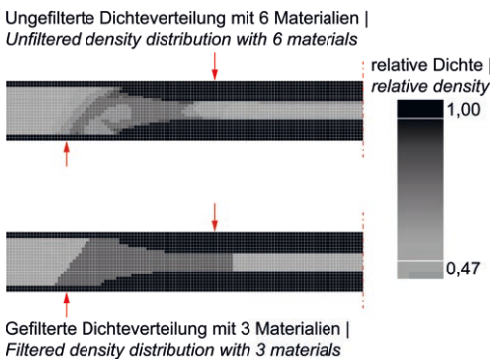 Ungefilterte Dichteverteilung mit 6 Materialien |
Unfiltered density distribution with 6 materials
relative Dichte |
relative density
1,00
0,47
Gefilterte Dichteverteilung mit 3 Materialien |
Filtered density distribution with 3 materials